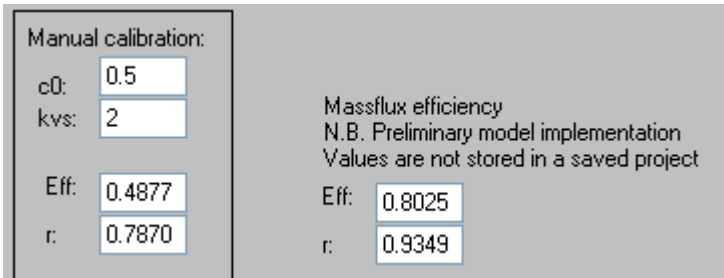 Manual calibration:
c0: 0.5
kvs: 2
Eff: 0.4877
r: 0.7870
Massflux efficiency
N.B. Preliminary model implementation
Values are not stored in a saved project
Eff: 0.8025
r: 0.9349